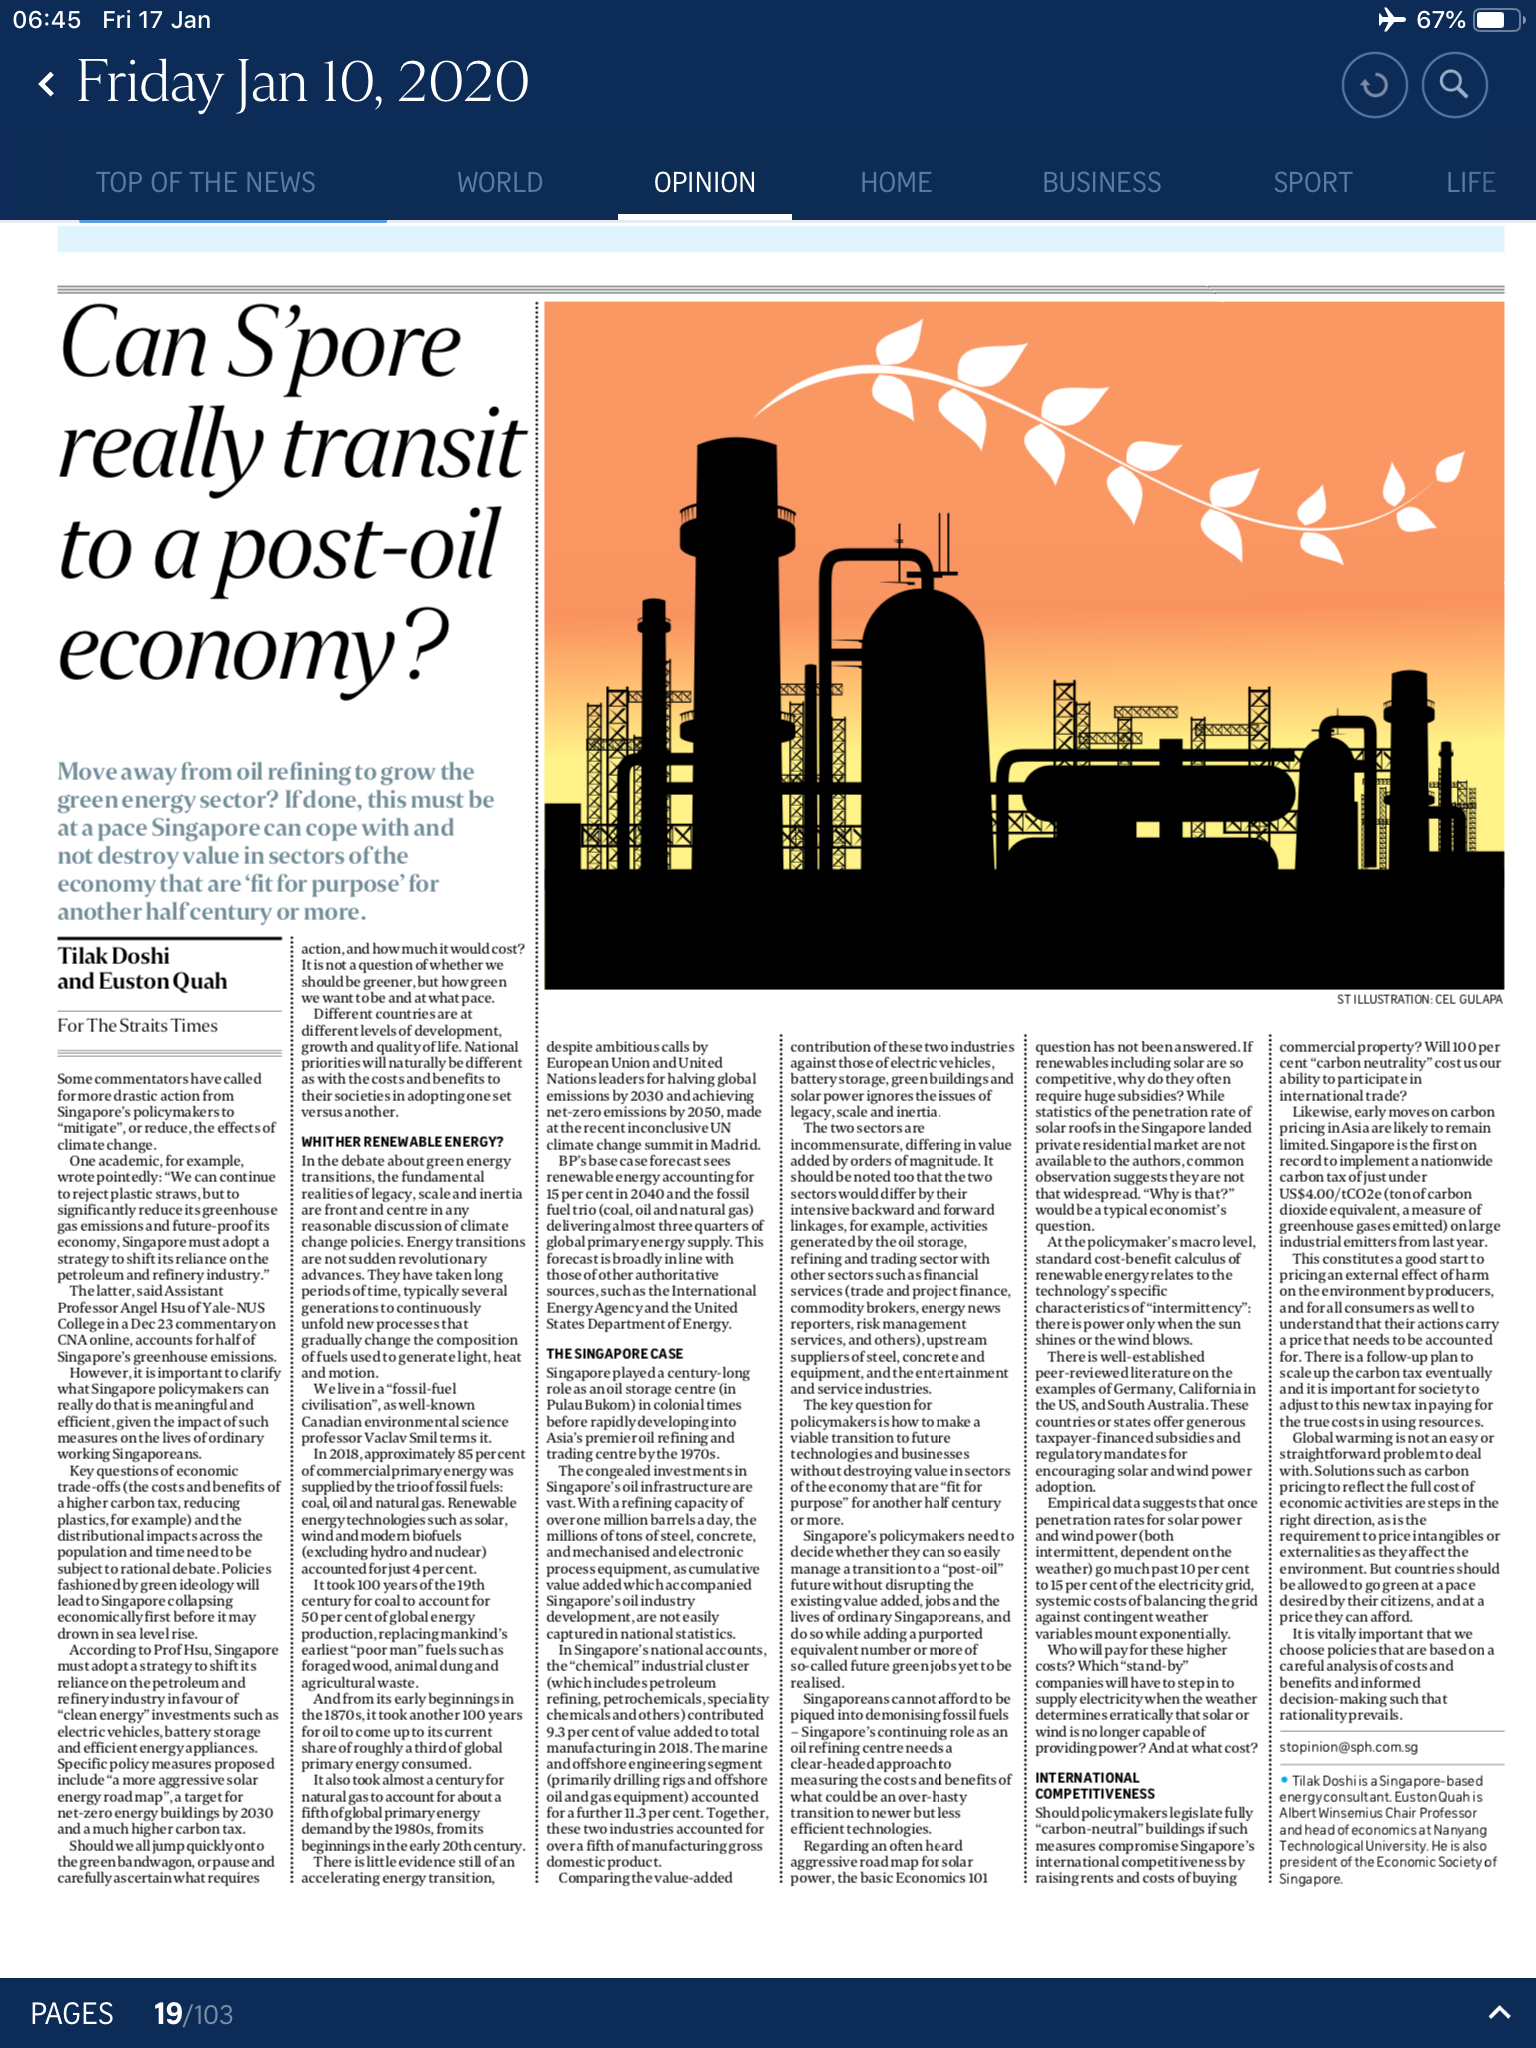 06:45 Fri 17 Jan
67%
Friday Jan 10, 2020
TOP OF THE NEWS
WORLD
OPINION
HOME
BUSINESS
SPORT
LIFE
Can S’pore
really transit
to a post-oil
economy?
Move away from oil refining to grow the
green energy sector? If done, this must be
at a pace Singapore can cope with and
not destroy value in sectors of the
economy that are ‘fit for purpose’ for
another half century or more.
Tilak Doshi
and Euston Quah
For The Straits Times
Some commentators have called
for more drastic action from
Singapore’s policymakers to
“mitigate”, or reduce, the effects of
climate change.
One academic, for example,
wrote pointedly: “We can continue
to reject plastic straws, but to
significantly reduce its greenhouse
gas emissions and future-proof its
economy, Singapore must adopt a
strategy to shift its reliance on the
petroleum and refinery industry.”
The latter, said Assistant
Professor Angel Hsu of Yale-NUS
College in a Dec 23 commentary on
CNA online, accounts for half of
Singapore’s greenhouse emissions.
However, it is important to clarify
what Singapore policymakers can
really do that is meaningful and
efficient, given the impact of such
measures on the lives of ordinary
working Singaporeans.
Key questions of economic
trade-offs (the costs and benefits of
a higher carbon tax, reducing
plastics, for example) and the
distributional impacts across the
population and time need to be
subject to rational debate. Policies
fashioned by green ideology will
lead to Singapore collapsing
economically first before it may
drown in sea level rise.
According to Prof Hsu, Singapore
must adopt a strategy to shift its
reliance on the petroleum and
refinery industry in favour of
“clean energy” investments such as
electric vehicles, battery storage
and efficient energy appliances.
Specific policy measures proposed
include “a more aggressive solar
energy road map”, a target for
net-zero energy buildings by 2030
and a much higher carbon tax.
Should we all jump quickly onto
the green bandwagon, or pause and
carefully ascertain what requires
action, and how much it would cost?
It is not a question of whether we
should be greener, but how green
we want to be and at what pace.
Different countries are at
different levels of development,
growth and quality of life. National
priorities will naturally be different
as with the costs and benefits to
their societies in adopting one set
versus another.
WHITHER RENEWABLE ENERGY?
In the debate about green energy
transitions, the fundamental
realities of legacy, scale and inertia
are front and centre in any
reasonable discussion of climate
change policies. Energy transitions
are not sudden revolutionary
advances. They have taken long
periods of time, typically several
generations to continuously
unfold new processes that
gradually change the composition
of fuels used to generate light, heat
and motion.
We live in a “fossil-fuel
civilisation”, as well-known
Canadian environmental science
professor Vaclav Smil terms it.
In 2018, approximately 85 per cent
of commercial primary energy was
supplied by the trio of fossil fuels:
coal, oil and natural gas. Renewable
energy technologies such as solar,
wind and modern biofuels
(excluding hydro and nuclear)
accounted for just 4 per cent.
It took 100 years of the 19th
century for coal to account for
50 per cent of global energy
production, replacing mankind’s
earliest “poor man” fuels such as
foraged wood, animal dung and
agricultural waste.
And from its early beginnings in
the 1870s, it took another 100 years
for oil to come up to its current
share of roughly a third of global
primary energy consumed.
It also took almost a century for
natural gas to account for about a
fifth of global primary energy
demand by the 1980s, from its
beginnings in the early 20th century.
There is little evidence still of an
accelerating energy transition,
ST ILLUSTRATION: CEL GULAPA
despite ambitious calls by
European Union and United
Nations leaders for halving global
emissions by 2030 and achieving
net-zero emissions by 2050, made
at the recent inconclusive UN
climate change summit in Madrid.
BP’s base case forecast sees
renewable energy accounting for
15 per cent in 2040 and the fossil
fuel trio (coal, oil and natural gas)
delivering almost three quarters of
global primary energy supply. This
forecast is broadly in line with
those of other authoritative
sources, such as the International
Energy Agency and the United
States Department of Energy.
THE SINGAPORE CASE
Singapore played a century-long
role as an oil storage centre (in
Pulau Bukom) in colonial times
before rapidly developing into
Asia’s premier oil refining and
trading centre by the 1970s.
The congealed investments in
Singapore’s oil infrastructure are
vast. With a refining capacity of
over one million barrels a day, the
millions of tons of steel, concrete,
and mechanised and electronic
process equipment, as cumulative
value added which accompanied
Singapore’s oil industry
development, are not easily
captured in national statistics.
In Singapore’s national accounts,
the “chemical” industrial cluster
(which includes petroleum
refining, petrochemicals, speciality
chemicals and others) contributed
9.3 per cent of value added to total
manufacturing in 2018. The marine
and offshore engineering segment
(primarily drilling rigs and offshore
oil and gas equipment) accounted
for a further 11.3 per cent. Together,
these two industries accounted for
over a fifth of manufacturing gross
domestic product.
Comparing the value-added
contribution of these two industries
against those of electric vehicles,
battery storage, green buildings and
solar power ignores the issues of
legacy, scale and inertia.
The two sectors are
incommensurate, differing in value
added by orders of magnitude. It
should be noted too that the two
sectors would differ by their
intensive backward and forward
linkages, for example, activities
generated by the oil storage,
refining and trading sector with
other sectors such as financial
services (trade and project finance,
commodity brokers, energy news
reporters, risk management
services, and others), upstream
suppliers of steel, concrete and
equipment, and the entertainment
and service industries.
The key question for
policymakers is how to make a
viable transition to future
technologies and businesses
without destroying value in sectors
of the economy that are “fit for
purpose” for another half century
or more.
Singapore’s policymakers need to
decide whether they can so easily
manage a transition to a “post-oil”
future without disrupting the
existing value added, jobs and the
lives of ordinary Singaporeans, and
do so while adding a purported
equivalent number or more of
so-called future green jobs yet to be
realised.
Singaporeans cannot afford to be
piqued into demonising fossil fuels
– Singapore’s continuing role as an
oil refining centre needs a
clear-headed approach to
measuring the costs and benefits of
what could be an over-hasty
transition to newer but less
efficient technologies.
Regarding an often heard
aggressive road map for solar
power, the basic Economics 101
question has not been answered. If
renewables including solar are so
competitive, why do they often
require huge subsidies? While
statistics of the penetration rate of
solar roofs in the Singapore landed
private residential market are not
available to the authors, common
observation suggests they are not
that widespread. “Why is that?”
would be a typical economist’s
question.
At the policymaker’s macro level,
standard cost-benefit calculus of
renewable energy relates to the
technology’s specific
characteristics of “intermittency”:
there is power only when the sun
shines or the wind blows.
There is well-established
peer-reviewed literature on the
examples of Germany, California in
the US, and South Australia. These
countries or states offer generous
taxpayer-financed subsidies and
regulatory mandates for
encouraging solar and wind power
adoption.
Empirical data suggests that once
penetration rates for solar power
and wind power (both
intermittent, dependent on the
weather) go much past 10 per cent
to 15 per cent of the electricity grid,
systemic costs of balancing the grid
against contingent weather
variables mount exponentially.
Who will pay for these higher
costs? Which “stand-by”
companies will have to step in to
supply electricity when the weather
determines erratically that solar or
wind is no longer capable of
providing power? And at what cost?
INTERNATIONAL
COMPETITIVENESS
Should policymakers legislate fully
“carbon-neutral” buildings if such
measures compromise Singapore’s
international competitiveness by
raising rents and costs of buying
commercial property? Will 100 per
cent “carbon neutrality” cost us our
ability to participate in
international trade?
Likewise, early moves on carbon
pricing in Asia are likely to remain
limited. Singapore is the first on
record to implement a nationwide
carbon tax of just under
US$4.00/tCO2e (ton of carbon
dioxide equivalent, a measure of
greenhouse gases emitted) on large
industrial emitters from last year.
This constitutes a good start to
pricing an external effect of harm
on the environment by producers,
and for all consumers as well to
understand that their actions carry
a price that needs to be accounted
for. There is a follow-up plan to
scale up the carbon tax eventually
and it is important for society to
adjust to this new tax in paying for
the true costs in using resources.
Global warming is not an easy or
straightforward problem to deal
with. Solutions such as carbon
pricing to reflect the full cost of
economic activities are steps in the
right direction, as is the
requirement to price intangibles or
externalities as they affect the
environment. But countries should
be allowed to go green at a pace
desired by their citizens, and at a
price they can afford.
It is vitally important that we
choose policies that are based on a
careful analysis of costs and
benefits and informed
decision-making such that
rationality prevails.
stopinion@sph.com.sg
• Tilak Doshi is a Singapore-based
energy consultant. Euston Quah is
Albert Winsemius Chair Professor
and head of economics at Nanyang
Technological University. He is also
president of the Economic Society of
Singapore.
PAGES 19/103